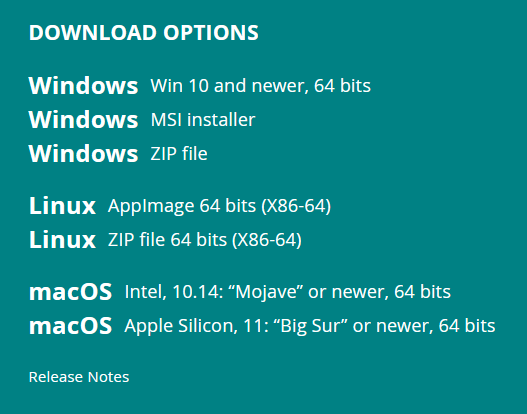 DOWNLOAD OPTIONS
Windows Win 10 and newer, 64 bits
Windows MSI installer
Windows ZIP file
Linux AppImage 64 bits (X86-64)
Linux ZIP file 64 bits (X86-64)
macOS Intel, 10.14: “Mojave” or newer, 64 bits
macOS Apple Silicon, 11: “Big Sur” or newer, 64 bits
Release Notes